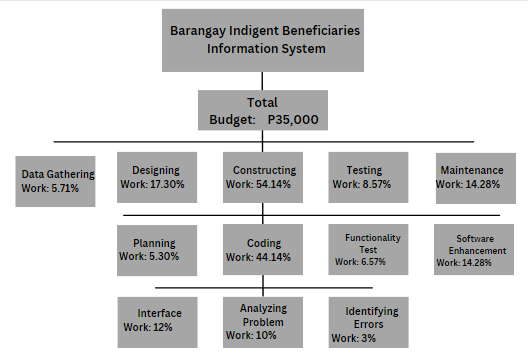 Barangay Indigent Beneficiaries
Information System
Total
Budget: P35,000
Data Gathering
Work: 5.71%
Designing
Work: 17.30%
Constructing
Work: 54.14%
Testing
Work: 8.57%
Maintenance
Work: 14.28%
Planning
Work: 5.30%
Coding
Work: 44.14%
Functionality
Test
Work: 6.57%
Software
Enhancement
Work: 14.28%
Interface
Work: 12%
Analyzing
Problem
Work: 10%
Identifying
Errors
Work: 3%